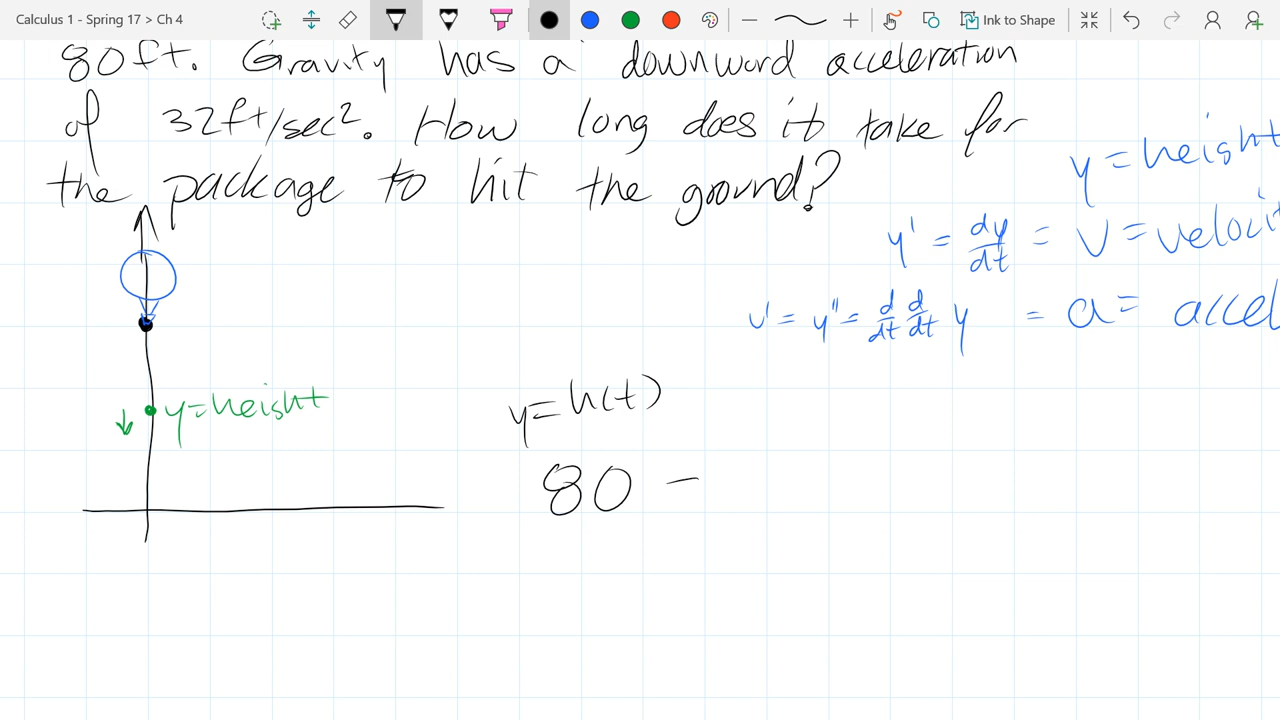 Calculus 1 - Spring 17 > Ch 4
Ink to Shape
80ft. Gravity has a downward acceleration
of 32ft/sec². How long does it take for
the package to hit the ground?
y = height
y' = dy/dt = v = velocit
v' = y" = d/dt d/dt y = a = accel
y=height
y=h(t)
80 -